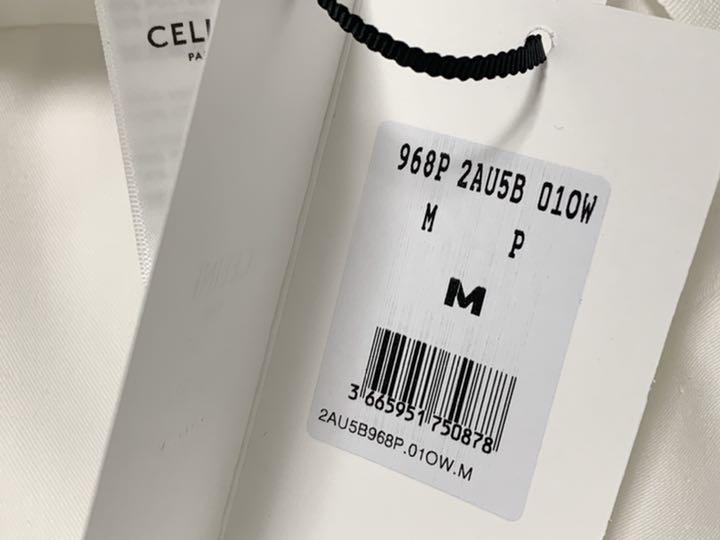 CELI
PA
968P 2AU5B 01OW
M P
M
3 665951 750878
2AU5B968P.01OW.M